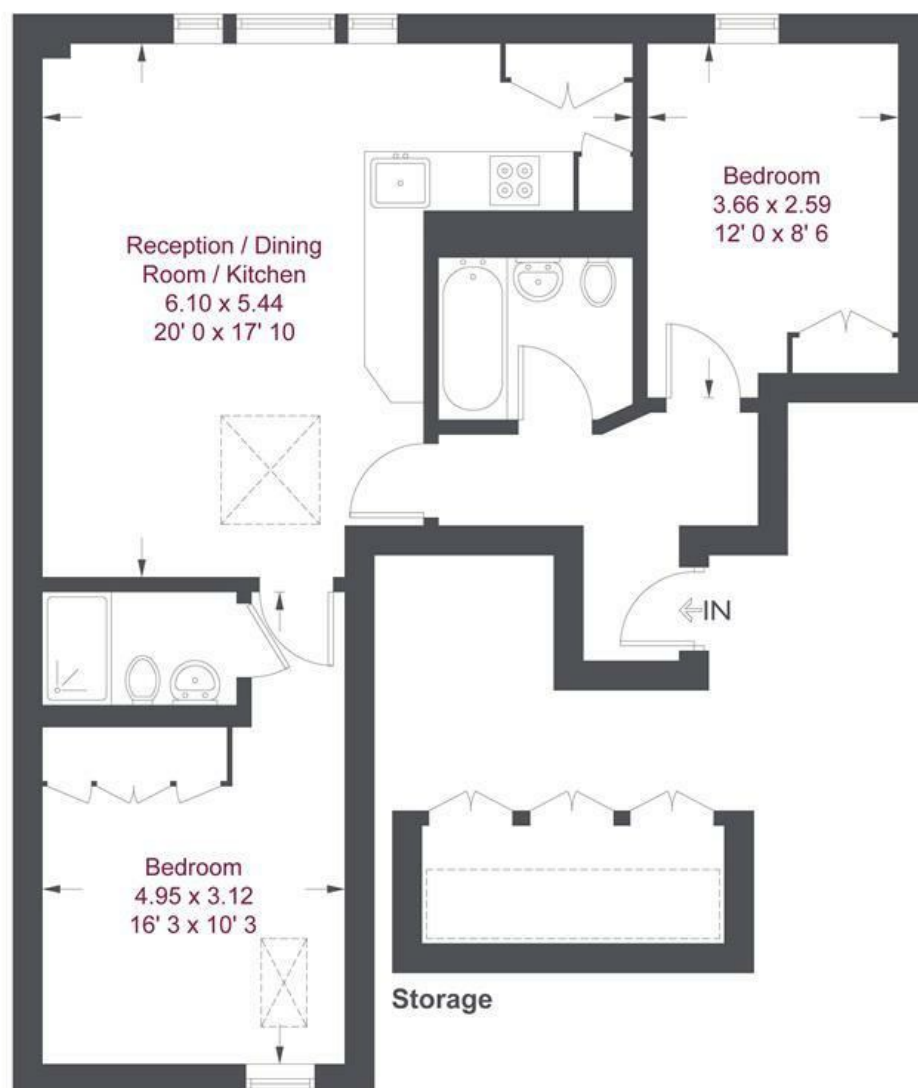 Reception / Dining
Room / Kitchen
6.10 x 5.44
20' 0 x 17' 10
Bedroom
3.66 x 2.59
12' 0 x 8' 6
IN
Bedroom
4.95 x 3.12
16' 3 x 10' 3
Storage